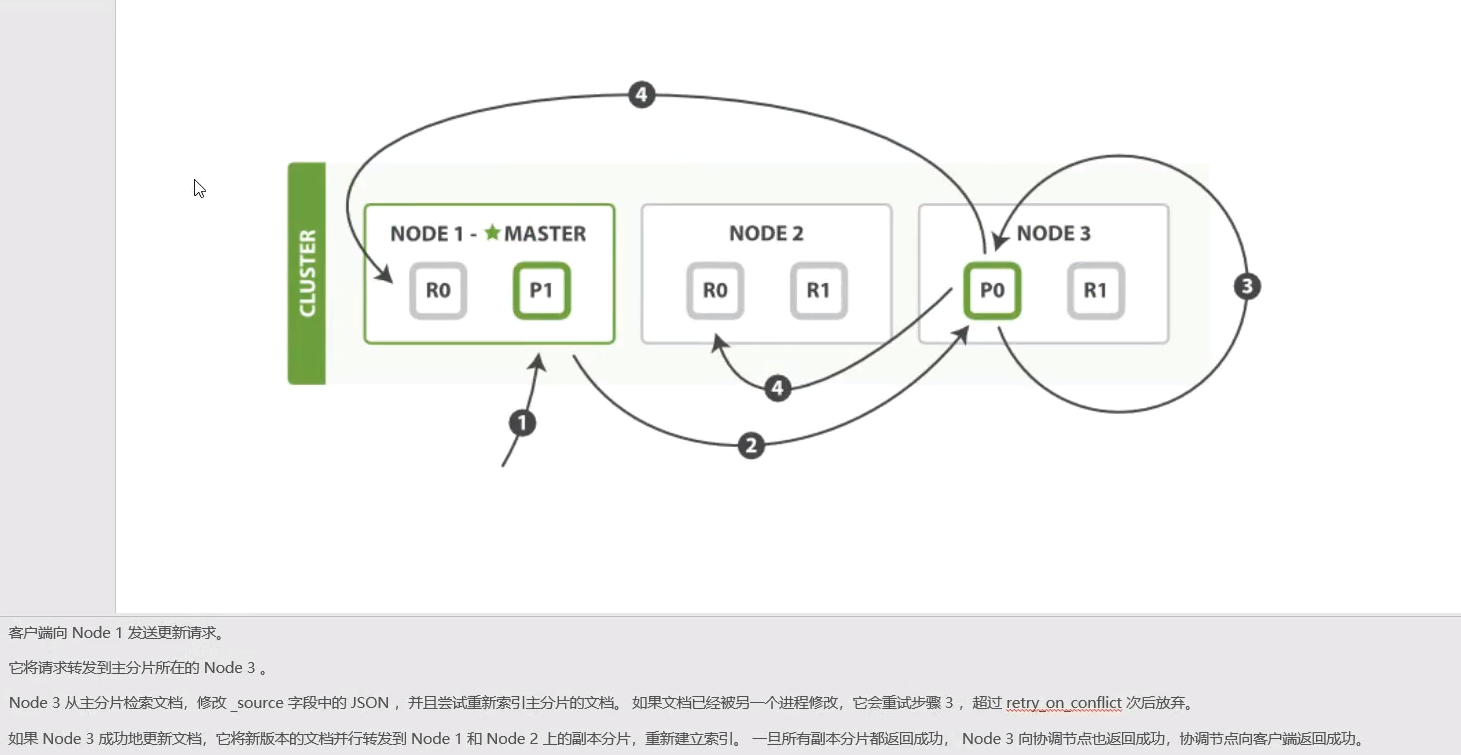 4
CLUSTER
NODE 1 - ★ MASTER
NODE 2
NODE 3
R0
P1
R0
R1
P0
R1
3
4
1
2
客户端向 Node 1 发送更新请求。
它将请求转发到主分片所在的 Node 3 。
Node 3 从主分片检索文档，修改 _source 字段中的 JSON ，并且尝试重新索引主分片的文档。 如果文档已经被另一个进程修改，它会重试步骤 3 ，超过 retry_on_conflict 次后放弃。
如果 Node 3 成功地更新文档，它将新版本的文档并行转发到 Node 1 和 Node 2 上的副本分片，重新建立索引。 一旦所有副本分片都返回成功， Node 3 向协调节点也返回成功，协调节点向客户端返回成功。